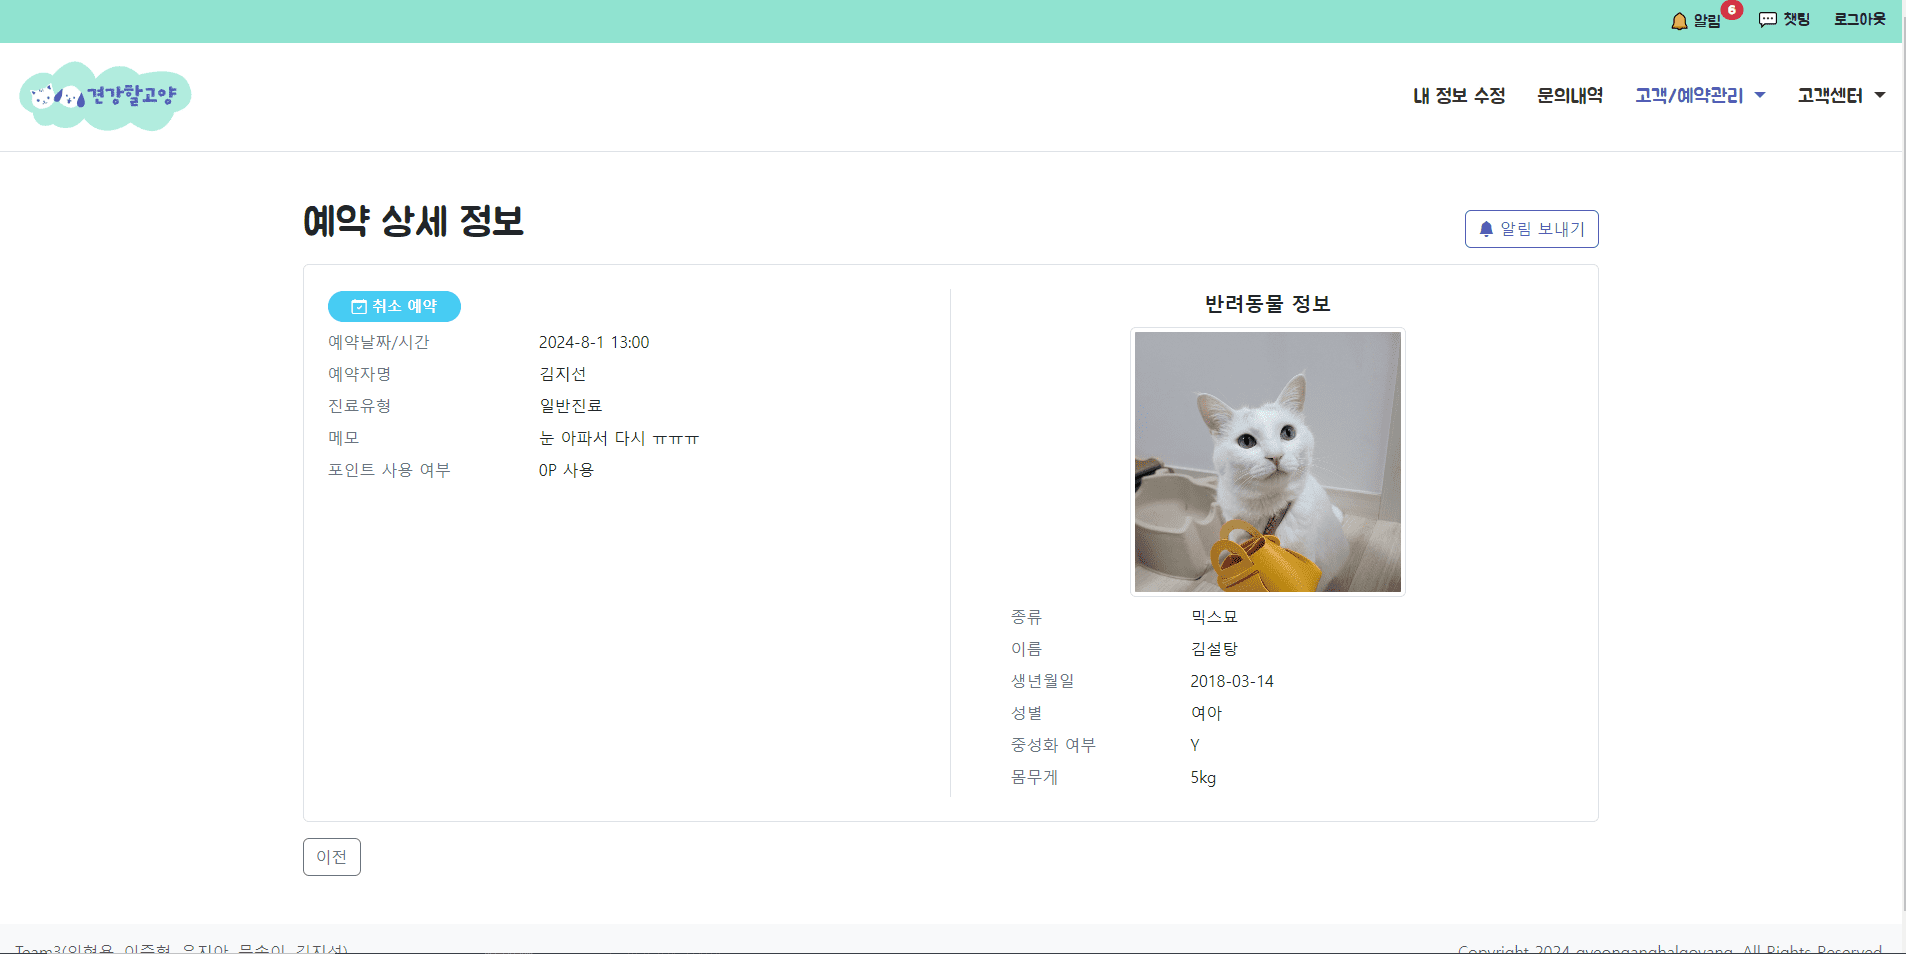 알림 6 챗팅 로그아웃
견강할고양
내 정보 수정 문의내역 고객/예약관리 고객센터
예약 상세 정보
알림 보내기
취소 예약
예약날짜/시간 2024-8-1 13:00
예약자명 김지선
진료유형 일반진료
메모 눈 아파서 다시 ㅠㅠㅠ
포인트 사용 여부 0P 사용
반려동물 정보
종류 믹스묘
이름 김설탕
생년월일 2018-03-14
성별 여아
중성화 여부 Y
몸무게 5kg
이전
Copyright 2024 gyeonganghalgoyang. All Rights Reserved.